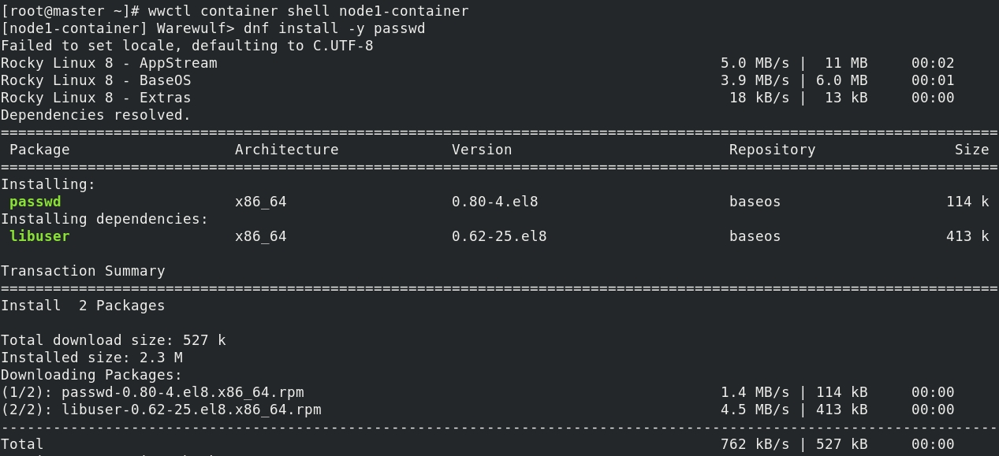 [root@master ~]# wwctl container shell node1-container
[node1-container] Warewulf> dnf install -y passwd
Failed to set locale, defaulting to C.UTF-8
Rocky Linux 8 - AppStream 5.0 MB/s | 11 MB 00:02
Rocky Linux 8 - BaseOS 3.9 MB/s | 6.0 MB 00:01
Rocky Linux 8 - Extras 18 kB/s | 13 kB 00:00
Dependencies resolved.
===================================================================================================================
Package Architecture Version Repository Size
===================================================================================================================
Installing:
passwd x86_64 0.80-4.el8 baseos 114 k
Installing dependencies:
libuser x86_64 0.62-25.el8 baseos 413 k
Transaction Summary
===================================================================================================================
Install 2 Packages
Total download size: 527 k
Installed size: 2.3 M
Downloading Packages:
(1/2): passwd-0.80-4.el8.x86_64.rpm 1.4 MB/s | 114 kB 00:00
(2/2): libuser-0.62-25.el8.x86_64.rpm 4.5 MB/s | 413 kB 00:00
-------------------------------------------------------------------------------------------------------------------
Total 762 kB/s | 527 kB 00:00